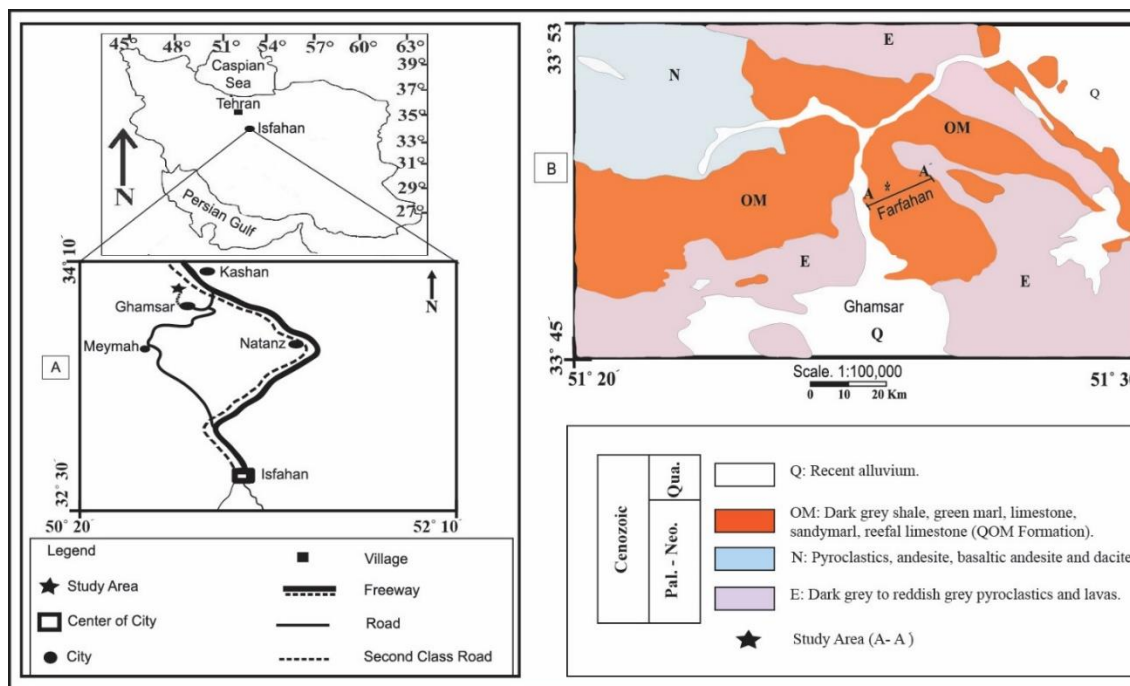 45° 48° 51° 54° 57° 60° 63°
Caspian
Sea
39°
37°
Tehran
35°
Isfahan
33°
31°
29°
27°
N
Persian Gulf
34° 10'
Kashan
N
Ghamsar
Meymah
Natanz
A
Isfahan
32° 30'
50° 20' 52° 10'
Legend
Study Area
Center of City
City
Village
Freeway
Road
Second Class Road
33° 53
E
N
Q
OM
B
A A´
Farfahan
OM
E
E
Ghamsar
Q
33° 45
51° 20 51° 30
Scale. 1:100,000
0 10 20 Km
Cenozoic
Qua.
Pal. - Neo.
Q: Recent alluvium.
OM: Dark grey shale, green marl, limestone,
sandymarl, reefal limestone (QOM Formation).
N: Pyroclastics, andesite, basaltic andesite and dacite
E: Dark grey to reddish grey pyroclastics and lavas.
Study Area (A- A´)